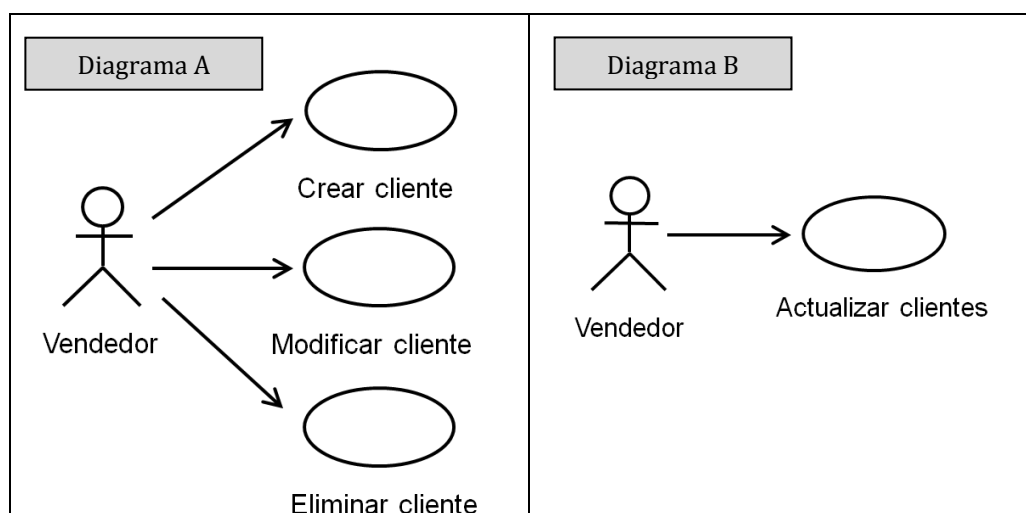 Diagrama A
Crear cliente
Vendedor
Modificar cliente
Eliminar cliente
Diagrama B
Vendedor
Actualizar clientes